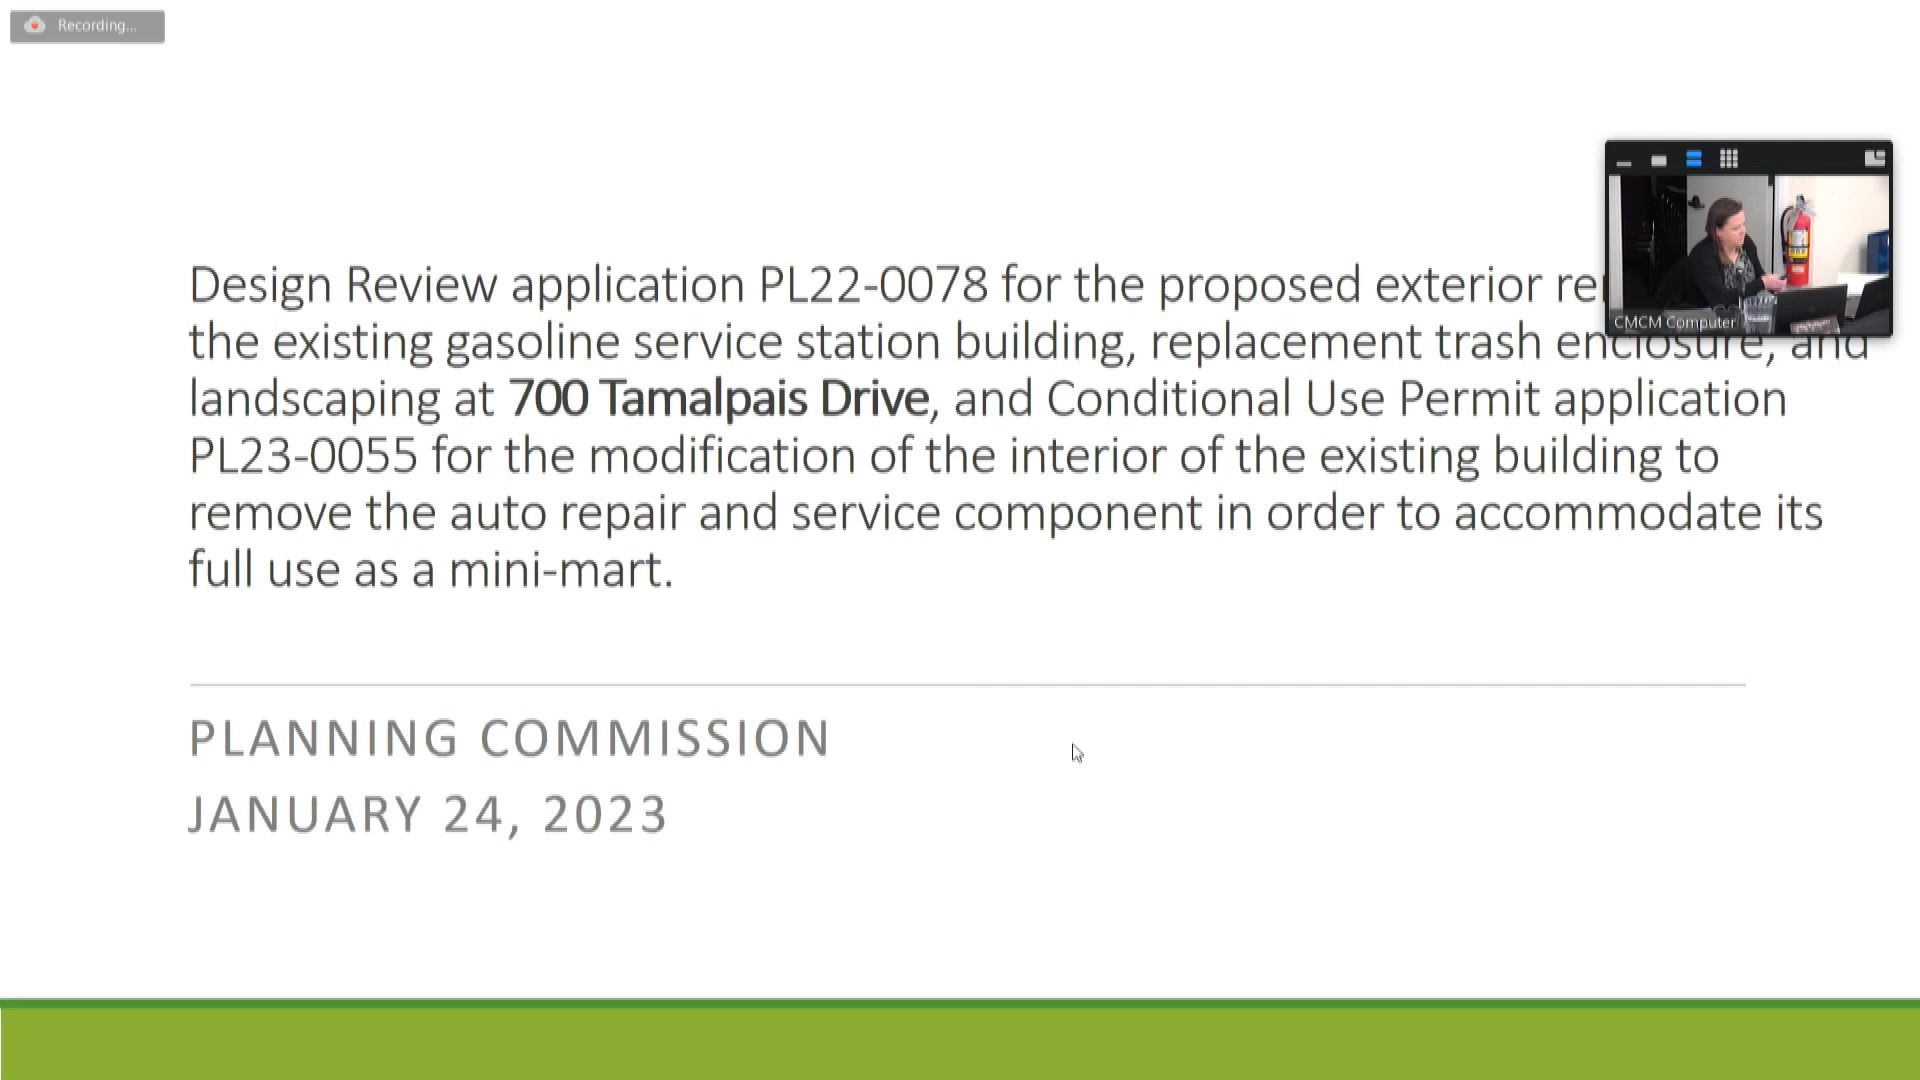 Recording...
Design Review application PL22-0078 for the proposed exterior
the existing gasoline service station building, replacement trash enclosure, and
landscaping at 700 Tamalpais Drive, and Conditional Use Permit application
PL23-0055 for the modification of the interior of the existing building to
remove the auto repair and service component in order to accommodate its
full use as a mini-mart.
CMCM Computer
PLANNING COMMISSION
JANUARY 24, 2023